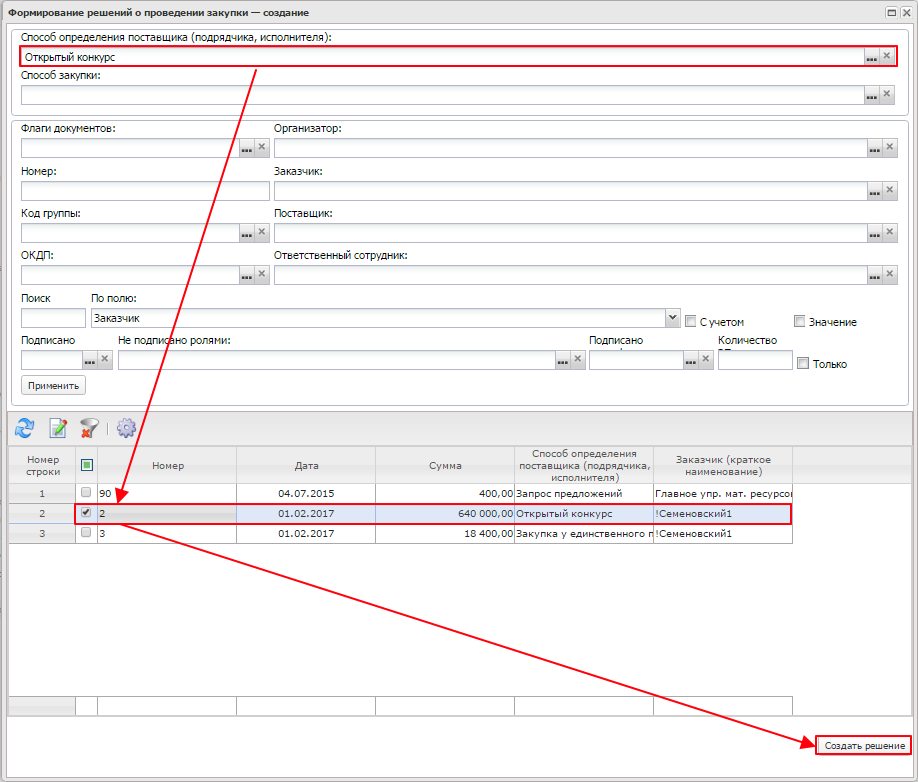 Формирование решений о проведении закупки — создание
Способ определения поставщика (подрядчика, исполнителя):
Открытый конкурс
Способ закупки:
Флаги документов: Организатор:
Номер: Заказчик:
Код группы: Поставщик:
ОКДП: Ответственный сотрудник:
Поиск По полю:
Заказчик С учетом Значение
Подписано Не подписано ролями: Подписано Количество
Только
Применить
Номер строки Номер Дата Сумма Способ определения поставщика (подрядчика, исполнителя) Заказчик (краткое наименование)
1 90 04.07.2015 400,00 Запрос предложений Главное упр. мат. ресурсов
2 2 01.02.2017 640 000,00 Открытый конкурс !Семеновский1
3 3 01.02.2017 18 400,00 Закупка у единственного п !Семеновский1
Создать решение